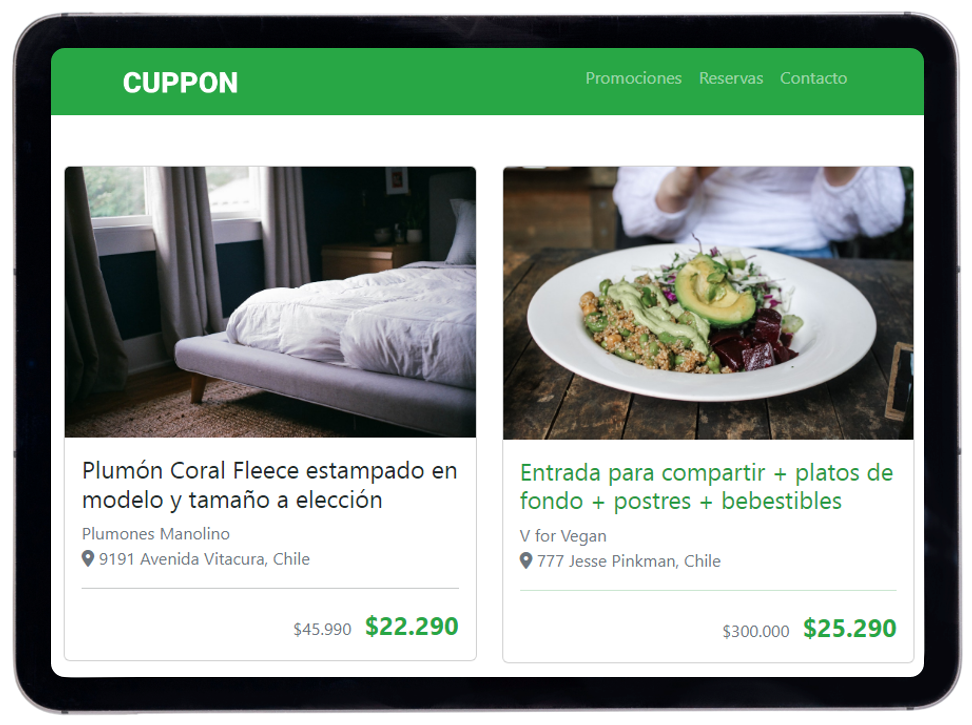 CUPPON
Promociones Reservas Contacto
Plumón Coral Fleece estampado en
modelo y tamaño a elección
Plumones Manolino
9191 Avenida Vitacura, Chile
$45.990 $22.290
Entrada para compartir + platos de
fondo + postres + bebestibles
V for Vegan
777 Jesse Pinkman, Chile
$300.000 $25.290